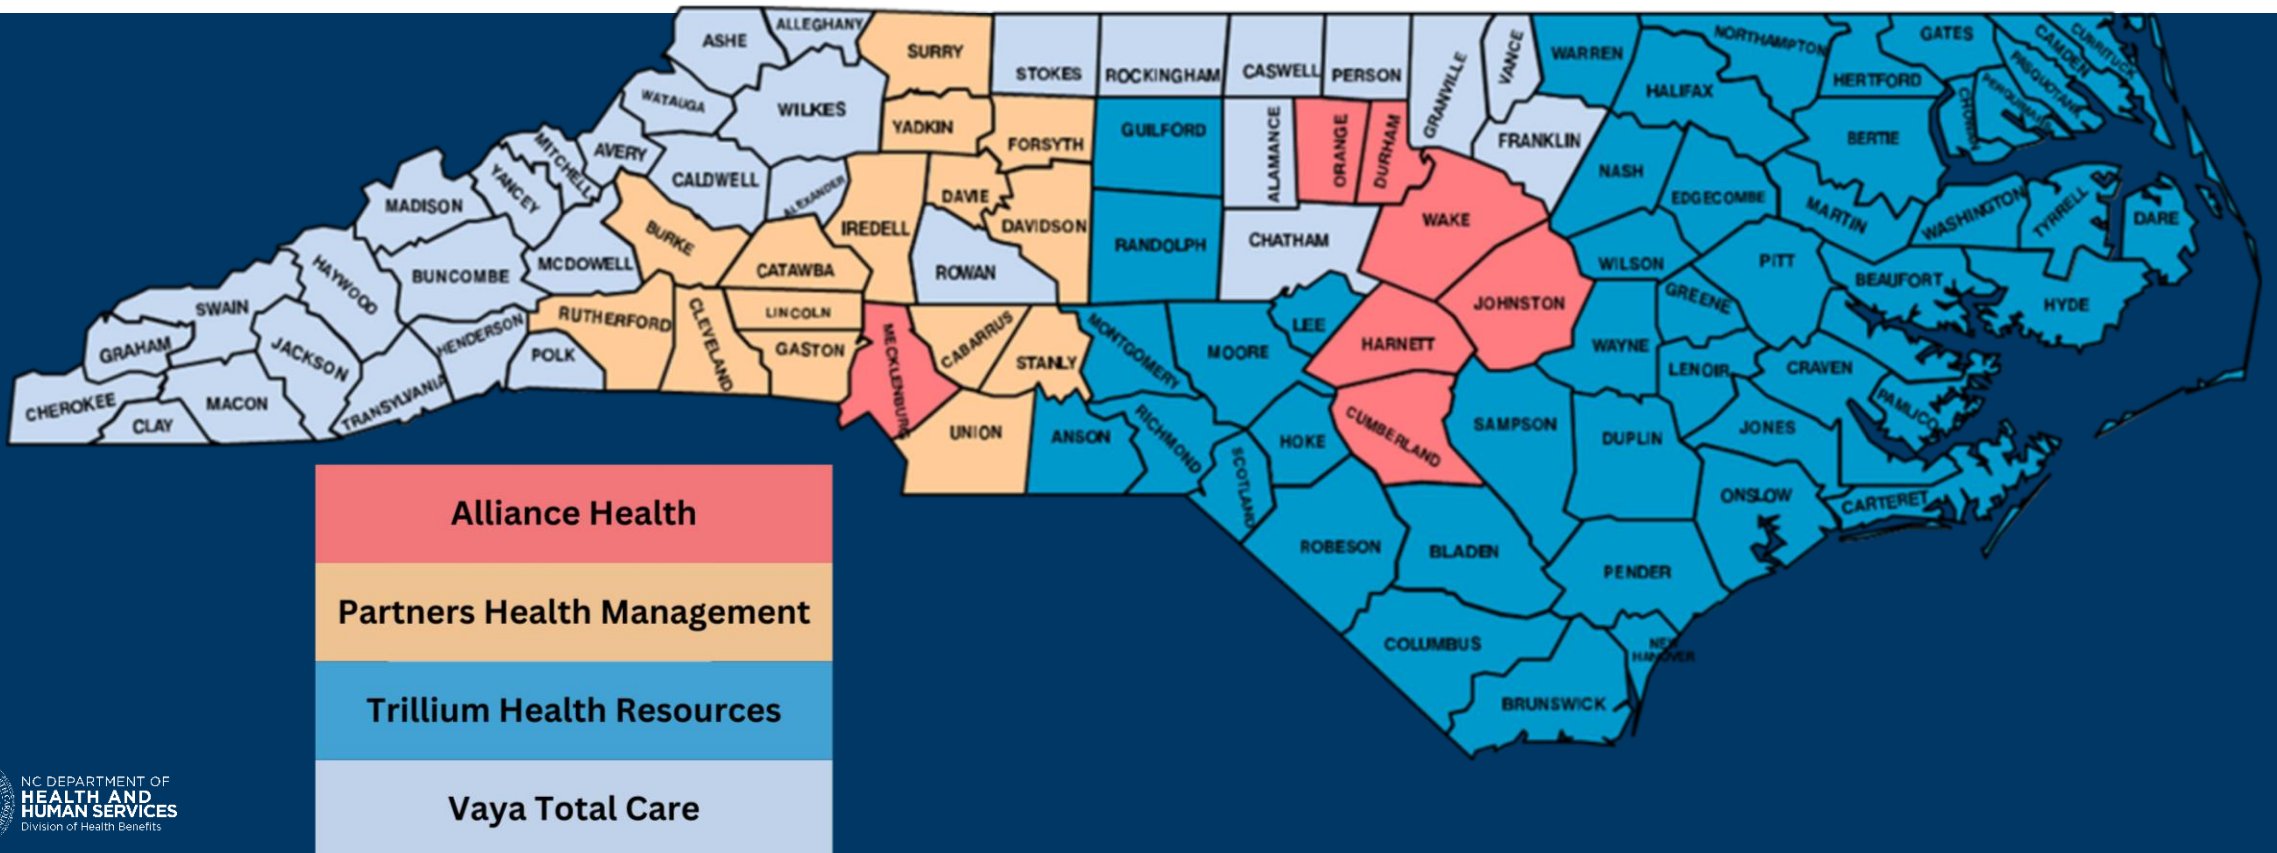 ALLEGHANY
ASHE
SURRY
STOKES
ROCKINGHAM
CASWELL
PERSON
GRANVILLE
VANCE
WARREN
NORTHAMPTON
GATES
CAMDEN
CURRITUCK
PASQUOTANK
PERQUIMANS
CHOWAN
HERTFORD
HALIFAX
BERTIE
WATAUGA
WILKES
YADKIN
FORSYTH
GUILFORD
ALAMANCE
ORANGE
DURHAM
FRANKLIN
NASH
EDGECOMBE
MARTIN
WASHINGTON
TYRRELL
DARE
MITCHELL
AVERY
YANCEY
CALDWELL
ALEXANDER
IREDELL
DAVIE
DAVIDSON
RANDOLPH
CHATHAM
WAKE
MADISON
BURKE
CATAWBA
ROWAN
JOHNSTON
WILSON
PITT
BEAUFORT
HYDE
HAYWOOD
BUNCOMBE
MCDOWELL
SWAIN
RUTHERFORD
CLEVELAND
LINCOLN
GASTON
MECKLENBURG
CABARRUS
STANLY
MONTGOMERY
MOORE
LEE
HARNETT
WAYNE
GREENE
LENOIR
CRAVEN
PAMLICO
GRAHAM
JACKSON
HENDERSON
POLK
CHEROKEE
CLAY
MACON
TRANSYLVANIA
UNION
ANSON
RICHMOND
SCOTLAND
HOKE
CUMBERLAND
SAMPSON
DUPLIN
JONES
ONSLOW
CARTERET
ROBESON
BLADEN
PENDER
COLUMBUS
NEW
HANOVER
BRUNSWICK
Alliance Health
Partners Health Management
Trillium Health Resources
Vaya Total Care
NC DEPARTMENT OF
HEALTH AND
HUMAN SERVICES
Division of Health Benefits